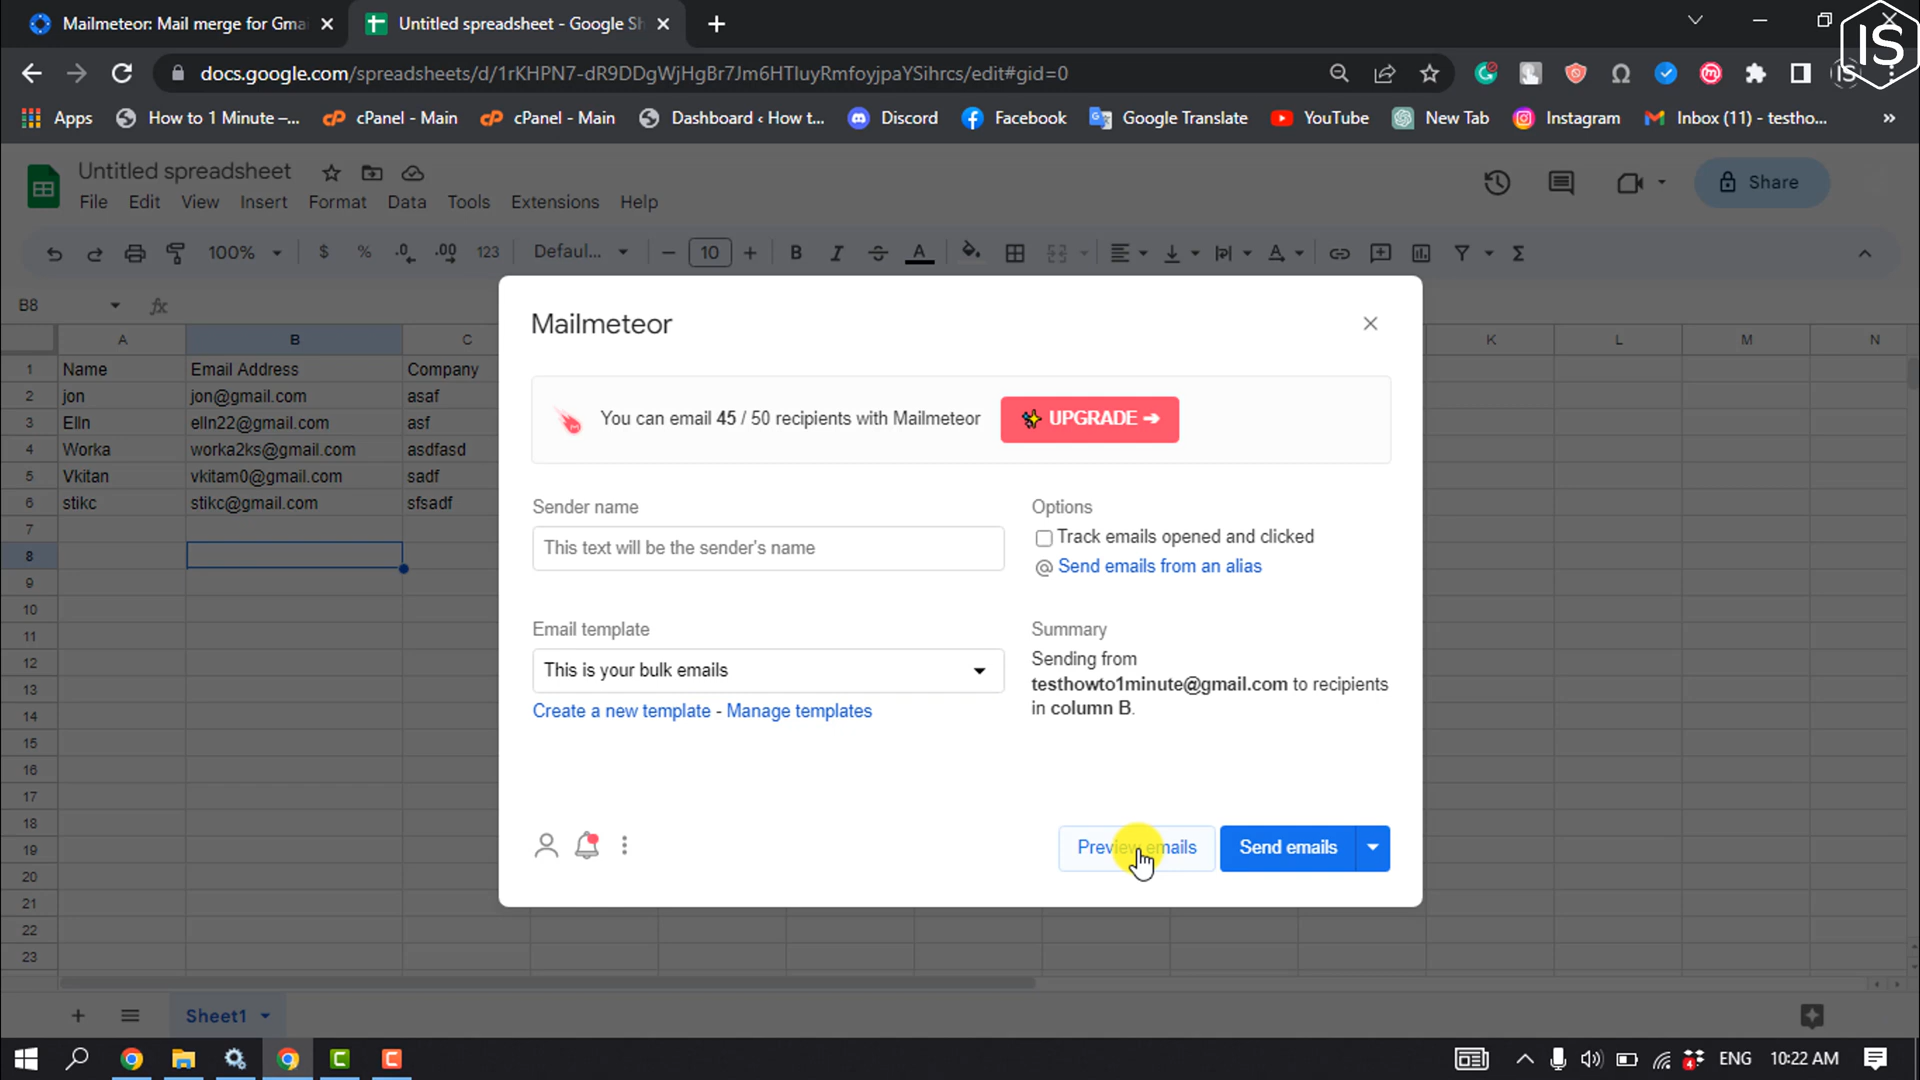 Mailmeteor: Mail merge for Gma
Untitled spreadsheet - Google Sh
IS
docs.google.com/spreadsheets/d/1rKHPN7-dR9DDgWjHgBr7Jm6HTIuyRmfoyjpaYSihrcs/edit#gid=0
IS
Apps
How to 1 Minute –...
cPanel - Main
cPanel - Main
Dashboard ‹ How t...
Discord
Facebook
Google Translate
YouTube
New Tab
Instagram
Inbox (11) - testho...
»
Untitled spreadsheet
File Edit View Insert Format Data Tools Extensions Help
Share
100% $ % .0 .00 123 Defaul... − 10 + B I S A
B8 fx
A B C K L M N
1 Name Email Address Company
2 jon jon@gmail.com asaf
3 Elln elln22@gmail.com asf
4 Worka worka2ks@gmail.com asdfasd
5 Vkitan vkitam0@gmail.com sadf
6 stikc stikc@gmail.com sfsadf
7
8
9
10
11
12
13
14
15
16
17
18
19
20
21
22
23
Mailmeteor
You can email 45 / 50 recipients with Mailmeteor
UPGRADE ➔
Sender name
This text will be the sender's name
Options
Track emails opened and clicked
@ Send emails from an alias
Email template
This is your bulk emails
Create a new template - Manage templates
Summary
Sending from
testhowto1minute@gmail.com to recipients
in column B.
Preview emails
Send emails
Sheet1
4
ENG
10:22 AM